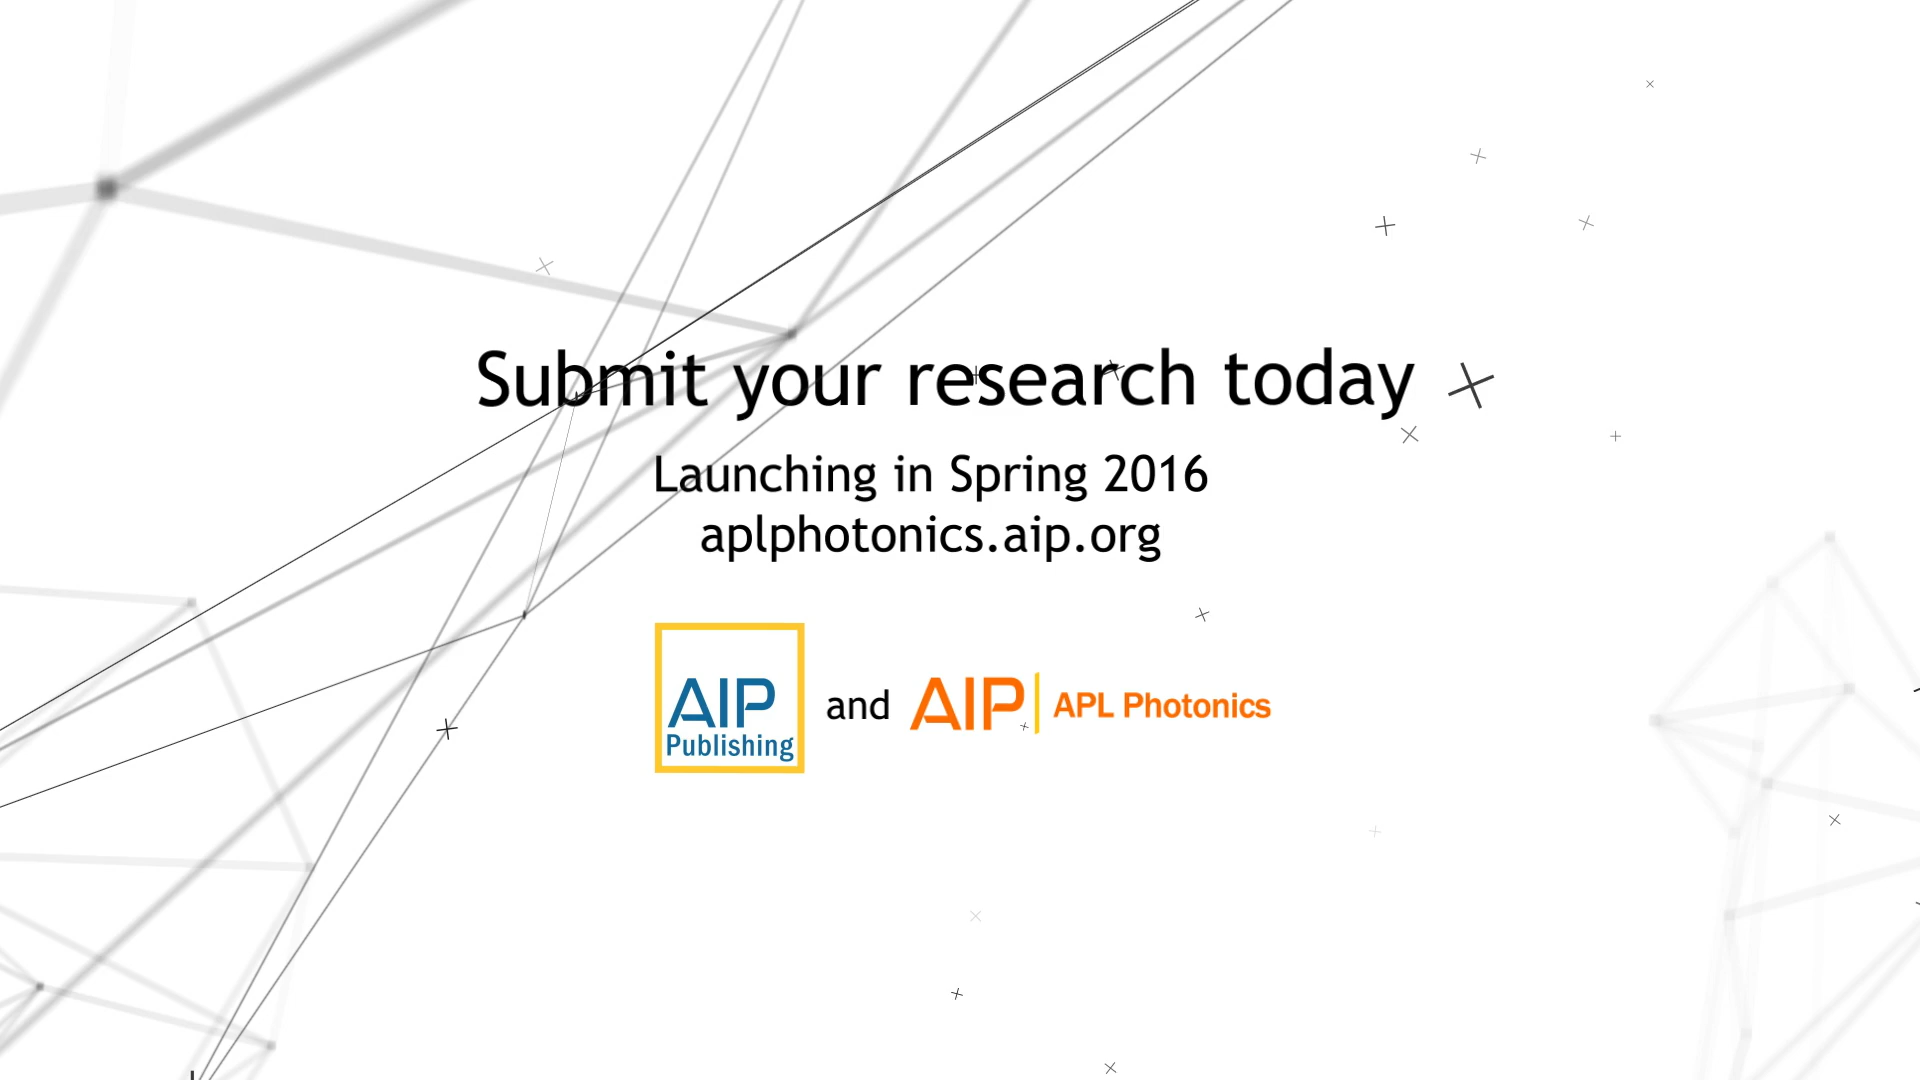 Submit your research today
Launching in Spring 2016
aplphotonics.aip.org
AIP
Publishing
and
AIP APL Photonics